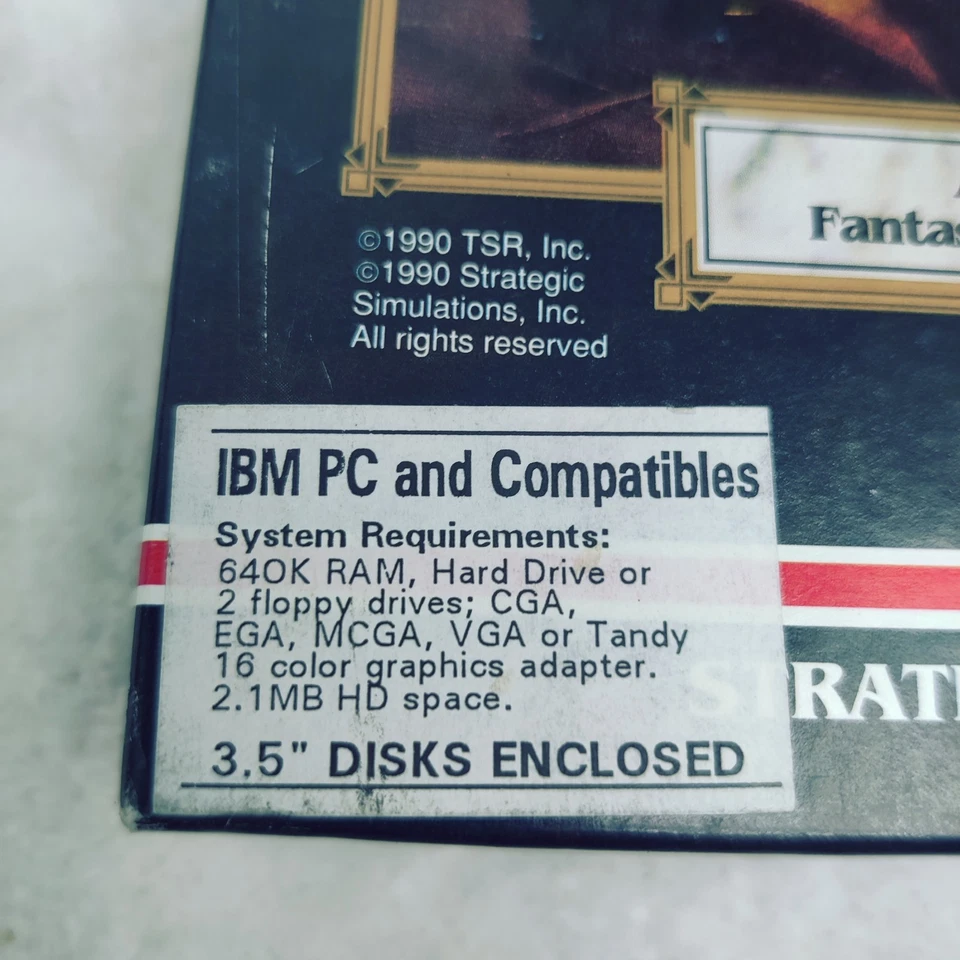 Fantas
©1990 TSR, Inc.
©1990 Strategic
Simulations, Inc.
All rights reserved
IBM PC and Compatibles
System Requirements:
640K RAM, Hard Drive or
2 floppy drives; CGA,
EGA, MCGA, VGA or Tandy
16 color graphics adapter.
2.1MB HD space.
3.5" DISKS ENCLOSED
STRATE